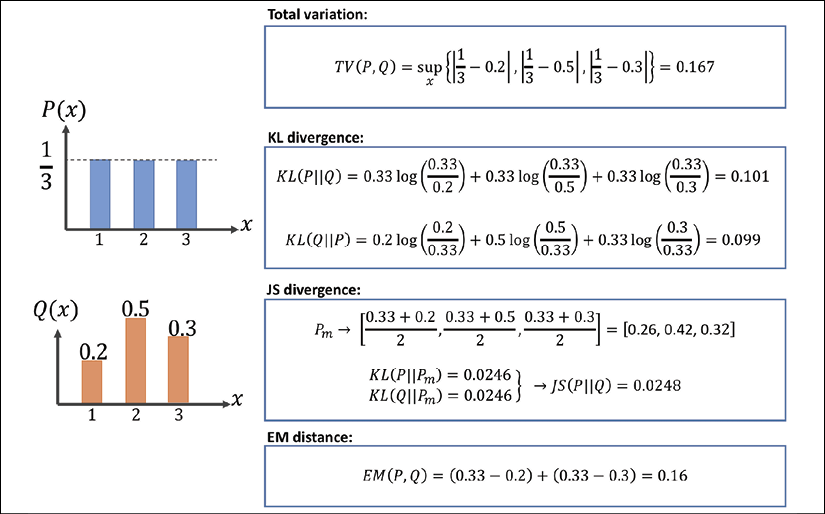 Total variation:
TV(P, Q) = sup_x {|1/3 − 0.2|, |1/3 − 0.5|, |1/3 − 0.3|} = 0.167
P(x)
1/3
x
1 2 3
KL divergence:
KL(P||Q) = 0.33 log(0.33/0.2) + 0.33 log(0.33/0.5) + 0.33 log(0.33/0.3) = 0.101
KL(Q||P) = 0.2 log(0.2/0.33) + 0.5 log(0.5/0.33) + 0.33 log(0.3/0.33) = 0.099
Q(x)
0.2 0.5 0.3
x
1 2 3
JS divergence:
P_m → [(0.33 + 0.2)/2, (0.33 + 0.5)/2, (0.33 + 0.3)/2] = [0.26, 0.42, 0.32]
KL(P||P_m) = 0.0246
KL(Q||P_m) = 0.0246
} → JS(P||Q) = 0.0248
EM distance:
EM(P, Q) = (0.33 − 0.2) + (0.33 − 0.3) = 0.16